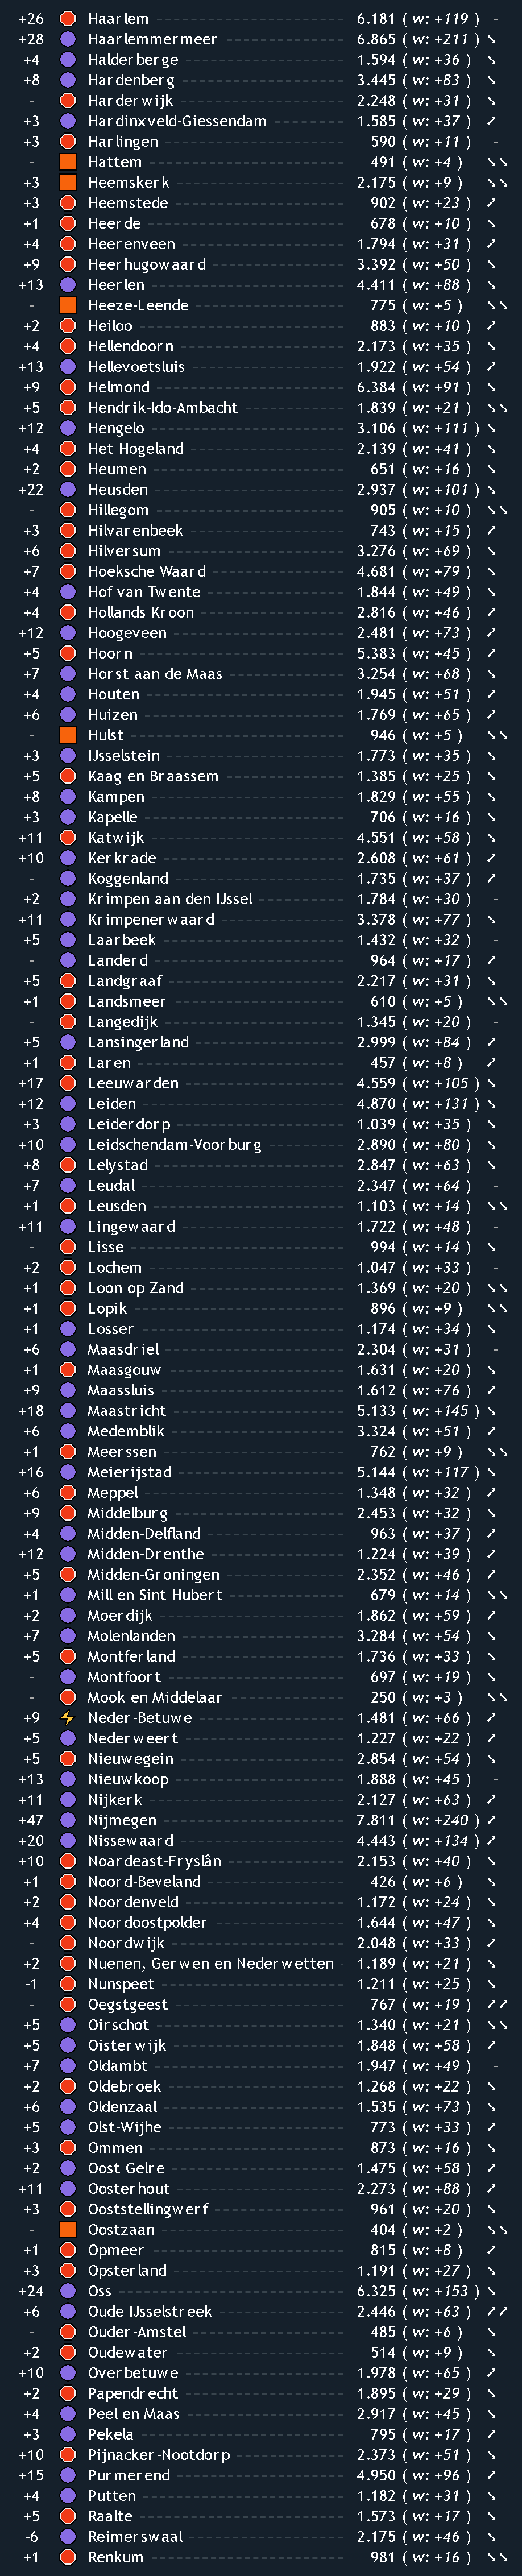 +26 Haarlem 6.181 ( w: +119 ) -
+28 Haarlemmermeer 6.865 ( w: +211 ) ➘
+4 Halderberge 1.594 ( w: +36 ) ➘
+8 Hardenberg 3.445 ( w: +83 ) ➘
- Harderwijk 2.248 ( w: +31 ) ➘
+3 Hardinxveld-Giessendam 1.585 ( w: +37 ) ➚
+3 Harlingen 590 ( w: +11 ) -
- Hattem 491 ( w: +4 ) ➘➘
+3 Heemskerk 2.175 ( w: +9 ) ➘➘
+3 Heemstede 902 ( w: +23 ) ➚
+1 Heerde 678 ( w: +10 ) ➘
+4 Heerenveen 1.794 ( w: +31 ) ➚
+9 Heerhugowaard 3.392 ( w: +50 ) ➘
+13 Heerlen 4.411 ( w: +88 ) ➘
- Heeze-Leende 775 ( w: +5 ) ➘➘
+2 Heiloo 883 ( w: +10 ) ➚
+4 Hellendoorn 2.173 ( w: +35 ) ➘
+13 Hellevoetsluis 1.922 ( w: +54 ) ➚
+9 Helmond 6.384 ( w: +91 ) ➘
+5 Hendrik-Ido-Ambacht 1.839 ( w: +21 ) ➘➘
+12 Hengelo 3.106 ( w: +111 ) ➘
+4 Het Hogeland 2.139 ( w: +41 ) ➘
+2 Heumen 651 ( w: +16 ) ➘
+22 Heusden 2.937 ( w: +101 ) ➘
- Hillegom 905 ( w: +10 ) ➘➘
+3 Hilvarenbeek 743 ( w: +15 ) ➚
+6 Hilversum 3.276 ( w: +69 ) ➘
+7 Hoeksche Waard 4.681 ( w: +79 ) ➘
+4 Hof van Twente 1.844 ( w: +49 ) ➘
+4 Hollands Kroon 2.816 ( w: +46 ) ➚
+12 Hoogeveen 2.481 ( w: +73 ) ➚
+5 Hoorn 5.383 ( w: +45 ) ➚
+7 Horst aan de Maas 3.254 ( w: +68 ) ➘
+4 Houten 1.945 ( w: +51 ) ➚
+6 Huizen 1.769 ( w: +65 ) ➚
- Hulst 946 ( w: +5 ) ➘➘
+3 IJsselstein 1.773 ( w: +35 ) ➘
+5 Kaag en Braassem 1.385 ( w: +25 ) ➘
+8 Kampen 1.829 ( w: +55 ) ➘
+3 Kapelle 706 ( w: +16 ) ➘
+11 Katwijk 4.551 ( w: +58 ) ➘
+10 Kerkrade 2.608 ( w: +61 ) ➚
- Koggenland 1.735 ( w: +37 ) ➚
+2 Krimpen aan den IJssel 1.784 ( w: +30 ) -
+11 Krimpenerwaard 3.378 ( w: +77 ) ➘
+5 Laarbeek 1.432 ( w: +32 ) -
- Landerd 964 ( w: +17 ) ➚
+5 Landgraaf 2.217 ( w: +31 ) ➘
+1 Landsmeer 610 ( w: +5 ) ➘➘
- Langedijk 1.345 ( w: +20 ) -
+5 Lansingerland 2.999 ( w: +84 ) ➚
+1 Laren 457 ( w: +8 ) ➚
+17 Leeuwarden 4.559 ( w: +105 ) ➘
+12 Leiden 4.870 ( w: +131 ) ➘
+3 Leiderdorp 1.039 ( w: +35 ) ➘
+10 Leidschendam-Voorburg 2.890 ( w: +80 ) ➘
+8 Lelystad 2.847 ( w: +63 ) ➘
+7 Leudal 2.347 ( w: +64 ) -
+1 Leusden 1.103 ( w: +14 ) ➘➘
+11 Lingewaard 1.722 ( w: +48 ) -
- Lisse 994 ( w: +14 ) ➘
+2 Lochem 1.047 ( w: +33 ) -
+1 Loon op Zand 1.369 ( w: +20 ) ➘➘
+1 Lopik 896 ( w: +9 ) ➘➘
+1 Losser 1.174 ( w: +34 ) ➘
+6 Maasdriel 2.304 ( w: +31 ) -
+1 Maasgouw 1.631 ( w: +20 ) ➘
+9 Maassluis 1.612 ( w: +76 ) ➚
+18 Maastricht 5.133 ( w: +145 ) ➘
+6 Medemblik 3.324 ( w: +51 ) ➚
+1 Meerssen 762 ( w: +9 ) ➘➘
+16 Meierijstad 5.144 ( w: +117 ) ➘
+6 Meppel 1.348 ( w: +32 ) ➚
+9 Middelburg 2.453 ( w: +32 ) ➘
+4 Midden-Delfland 963 ( w: +37 ) ➚
+12 Midden-Drenthe 1.224 ( w: +39 ) ➚
+5 Midden-Groningen 2.352 ( w: +46 ) ➚
+1 Mill en Sint Hubert 679 ( w: +14 ) ➘➘
+2 Moerdijk 1.862 ( w: +59 ) ➚
+7 Molenlanden 3.284 ( w: +54 ) ➘
+5 Montferland 1.736 ( w: +33 ) ➘
- Montfoort 697 ( w: +19 ) ➘
- Mook en Middelaar 250 ( w: +3 ) ➘➘
+9 Neder-Betuwe 1.481 ( w: +66 ) ➚
+5 Nederweert 1.227 ( w: +22 ) ➚
+5 Nieuwegein 2.854 ( w: +54 ) ➘
+13 Nieuwkoop 1.888 ( w: +45 ) -
+11 Nijkerk 2.127 ( w: +63 ) ➚
+47 Nijmegen 7.811 ( w: +240 ) ➚
+20 Nissewaard 4.443 ( w: +134 ) ➚
+10 Noardeast-Fryslân 2.153 ( w: +40 ) ➘
+1 Noord-Beveland 426 ( w: +6 ) ➘
+2 Noordenveld 1.172 ( w: +24 ) ➘
+4 Noordoostpolder 1.644 ( w: +47 ) ➘
- Noordwijk 2.048 ( w: +33 ) ➚
+2 Nuenen, Gerwen en Nederwetten 1.189 ( w: +21 ) ➘
-1 Nunspeet 1.211 ( w: +25 ) ➘
- Oegstgeest 767 ( w: +19 ) ➚➚
+5 Oirschot 1.340 ( w: +21 ) ➘➘
+5 Oisterwijk 1.848 ( w: +58 ) ➚
+7 Oldambt 1.947 ( w: +49 ) -
+2 Oldebroek 1.268 ( w: +22 ) ➘
+6 Oldenzaal 1.535 ( w: +73 ) ➘
+5 Olst-Wijhe 773 ( w: +33 ) ➚
+3 Ommen 873 ( w: +16 ) ➘
+2 Oost Gelre 1.475 ( w: +58 ) ➚
+11 Oosterhout 2.273 ( w: +88 ) ➚
+3 Ooststellingwerf 961 ( w: +20 ) ➘
- Oostzaan 404 ( w: +2 ) ➘➘
+1 Opmeer 815 ( w: +8 ) ➚
+3 Opsterland 1.191 ( w: +27 ) ➘
+24 Oss 6.325 ( w: +153 ) ➘
+6 Oude IJsselstreek 2.446 ( w: +63 ) ➚➚
- Ouder-Amstel 485 ( w: +6 ) ➘
+2 Oudewater 514 ( w: +9 ) ➘
+10 Overbetuwe 1.978 ( w: +65 ) ➚
+2 Papendrecht 1.895 ( w: +29 ) ➘
+4 Peel en Maas 2.917 ( w: +45 ) ➘
+3 Pekela 795 ( w: +17 ) ➚
+10 Pijnacker-Nootdorp 2.373 ( w: +51 ) ➘
+15 Purmerend 4.950 ( w: +96 ) ➚
+4 Putten 1.182 ( w: +31 ) ➘
+5 Raalte 1.573 ( w: +17 ) ➘
-6 Reimerswaal 2.175 ( w: +46 ) ➘
+1 Renkum 981 ( w: +16 ) ➘➘